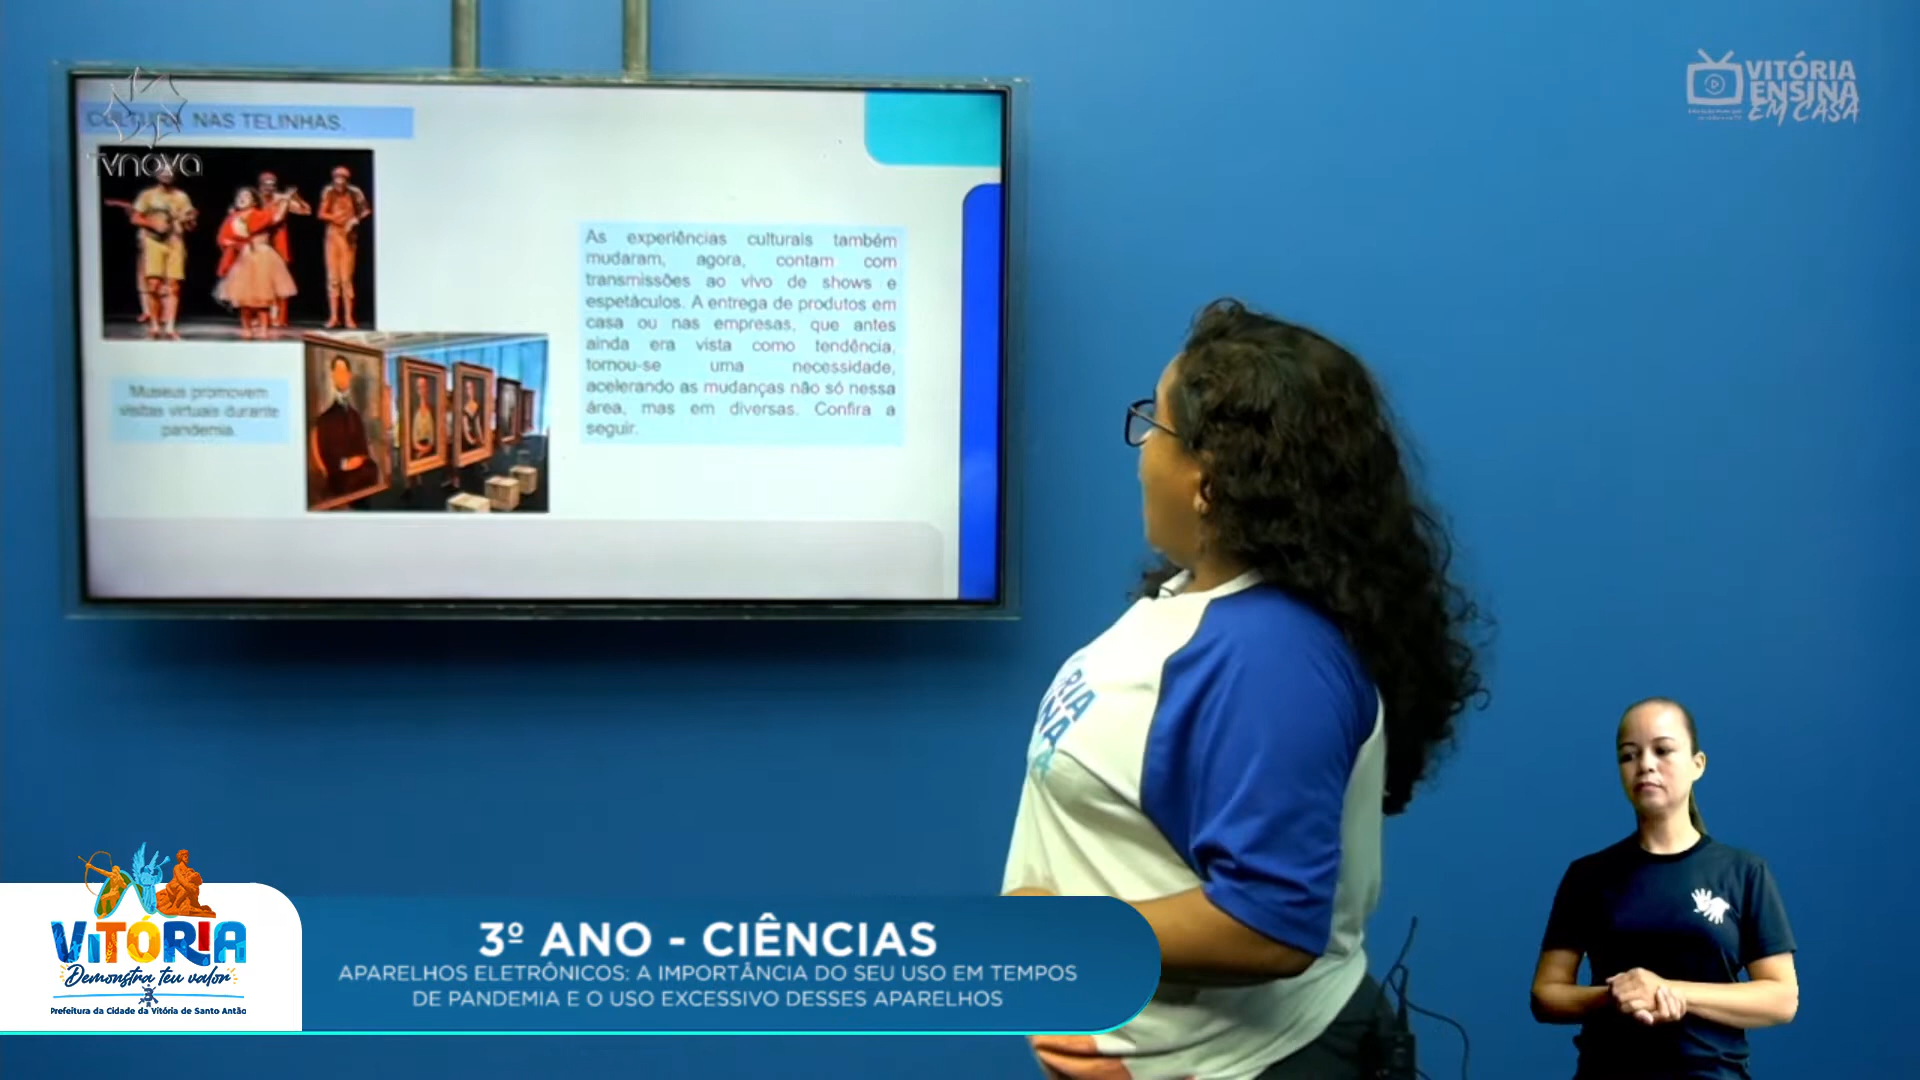 CULTURA NAS TELINHAS.
TVNOVA
VITÓRIA
ENSINA
EM CASA
As experiências culturais também
mudaram, agora, contam com
transmissões ao vivo de shows e
espetáculos. A entrega de produtos em
casa ou nas empresas, que antes
ainda era vista como tendência,
tornou-se uma necessidade,
acelerando as mudanças não só nessa
área, mas em diversas. Confira a
seguir.
Museus promovem
visitas virtuais durante
pandemia.
VITÓRIA
Demonstra teu valor
Prefeitura da Cidade da Vitória de Santo Antão
3º ANO - CIÊNCIAS
APARELHOS ELETRÔNICOS: A IMPORTÂNCIA DO SEU USO EM TEMPOS
DE PANDEMIA E O USO EXCESSIVO DESSES APARELHOS